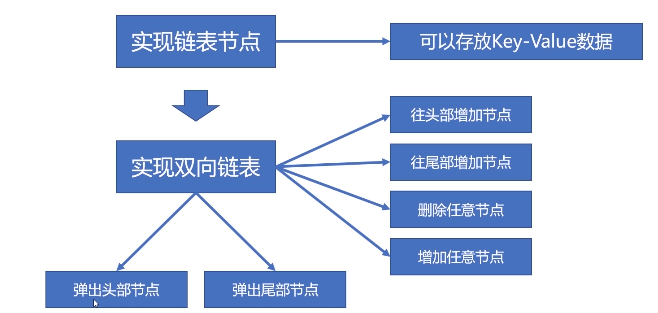 实现链表节点
可以存放Key-Value数据
往头部增加节点
实现双向链表
往尾部增加节点
删除任意节点
增加任意节点
弹出头部节点
弹出尾部节点